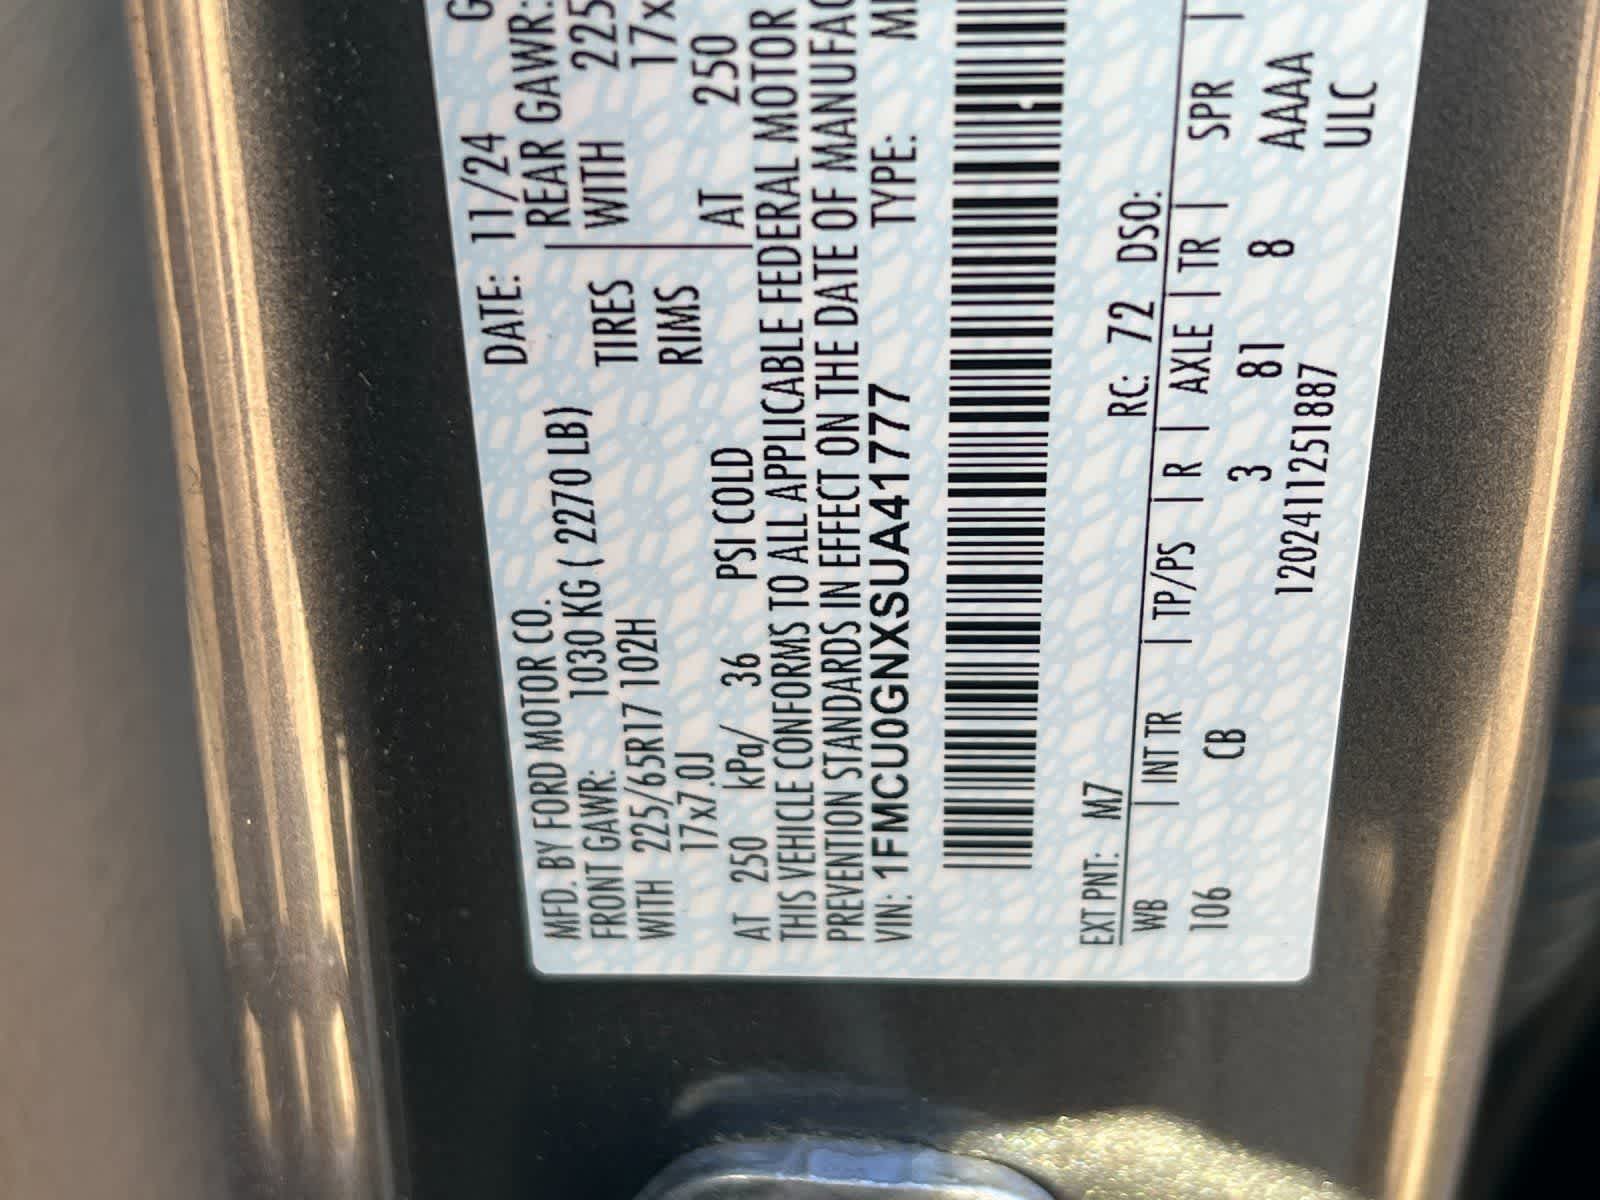 MFD. BY FORD MOTOR CO. DATE: 11/24
FRONT GAWR: REAR GAWR:
1030 KG ( 2270 LB)
WITH 225/65R17 102H TIRES WITH 225
17x7.0J RIMS 17x
AT 250 kPa/ 36 PSI COLD AT 250
THIS VEHICLE CONFORMS TO ALL APPLICABLE FEDERAL MOTOR
PREVENTION STANDARDS IN EFFECT ON THE DATE OF MANUFAC
VIN: 1FMCU0GNXSUA41777 TYPE:
EXT PNT: M7 RC: 72 DSO:
WB | INT TR | TP/PS | R | AXLE | TR | SPR |
106 CB 3 81 8 AAAA
1202411251887 ULC